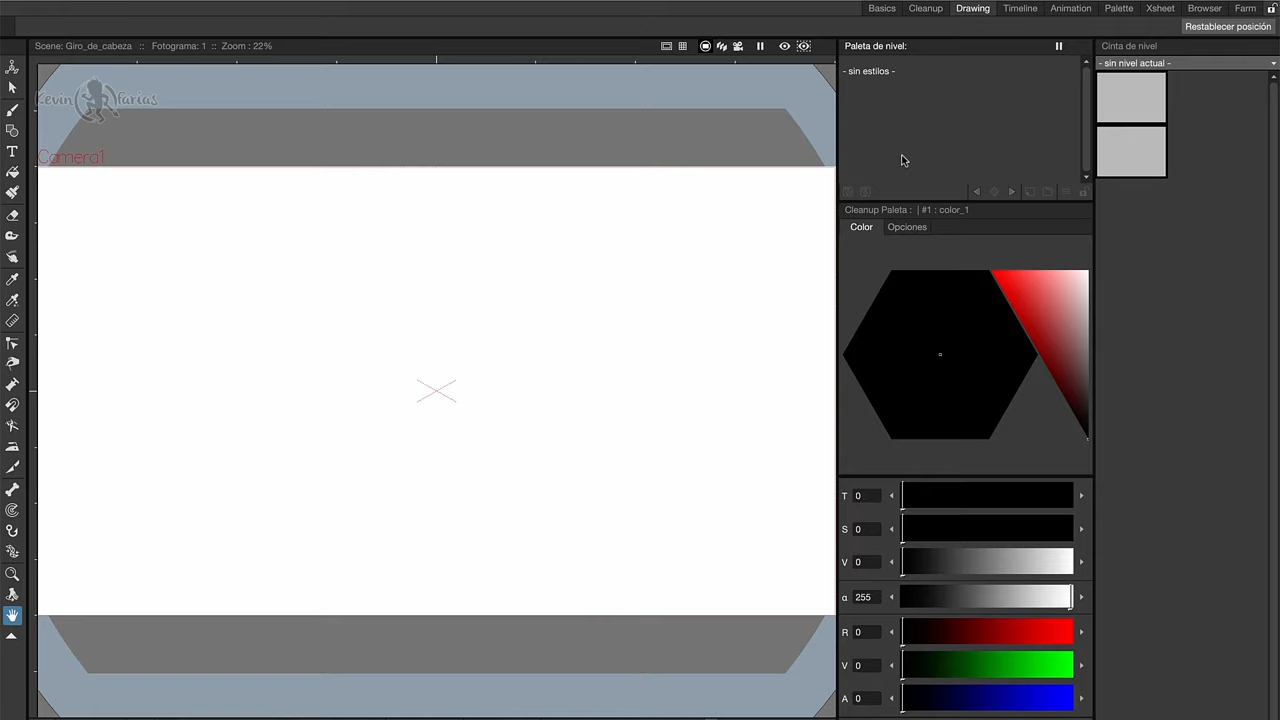 Basics Cleanup Drawing Timeline Animation Palette Xsheet Browser Farm
Restablecer posición
Scene: Giro_de_cabeza :: Fotograma: 1 :: Zoom : 22%
Paleta de nivel:
Cinta de nivel
- sin estilos -
- sin nivel actual -
Kevin farias
Camera1
Cleanup Paleta : | #1 : color_1
Color Opciones
T 0
S 0
V 0
α 255
R 0
V 0
A 0